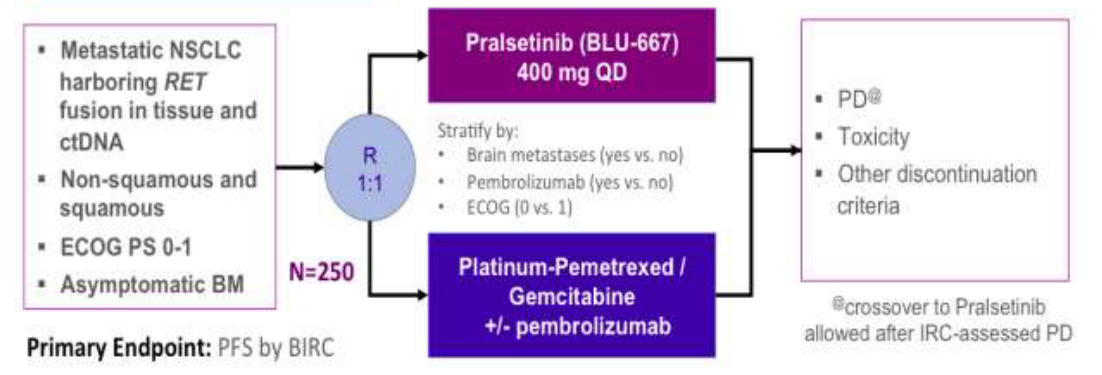 ▪ Metastatic NSCLC
harboring RET
fusion in tissue and
ctDNA
▪ Non-squamous and
squamous
▪ ECOG PS 0-1
▪ Asymptomatic BM
Primary Endpoint: PFS by BIRC
R
1:1
N=250
Pralsetinib (BLU-667)
400 mg QD
Stratify by:
• Brain metastases (yes vs. no)
• Pembrolizumab (yes vs. no)
• ECOG (0 vs. 1)
Platinum-Pemetrexed /
Gemcitabine
+/- pembrolizumab
▪ PD@
▪ Toxicity
▪ Other discontinuation
criteria
@crossover to Pralsetinib
allowed after IRC-assessed PD